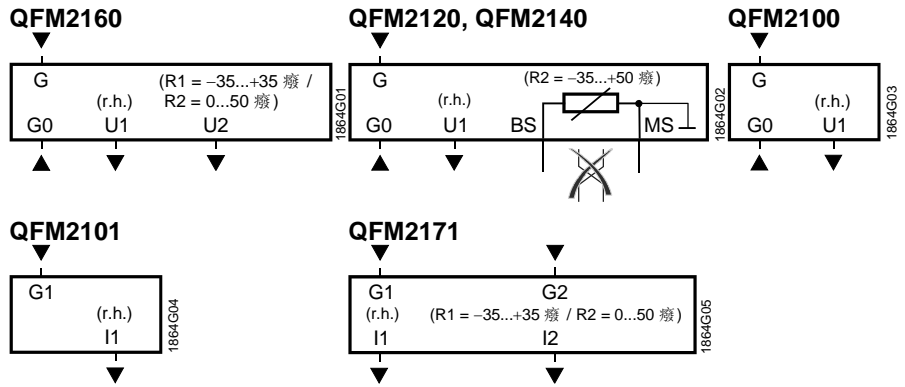 QFM2160
G
(R1 = −35...+35 癈 /
R2 = 0...50 癈)
(r.h.)
G0 U1 U2
1864G01
QFM2120, QFM2140
G
(R2 = −35...+50 癈)
(r.h.)
G0 U1 BS MS
1864G02
QFM2100
G
(r.h.)
G0 U1
1864G03
QFM2101
G1
(r.h.)
I1
1864G04
QFM2171
G1 G2
(r.h.) (R1 = −35...+35 癈 / R2 = 0...50 癈)
I1 I2
1864G05